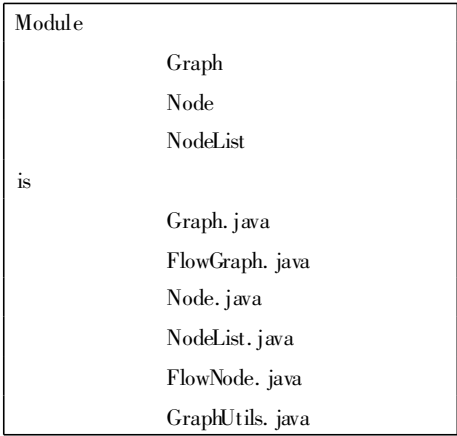 Module
Graph
Node
NodeList
is
Graph. java
FlowGraph. java
Node. java
NodeList. java
FlowNode. java
GraphUtils. java